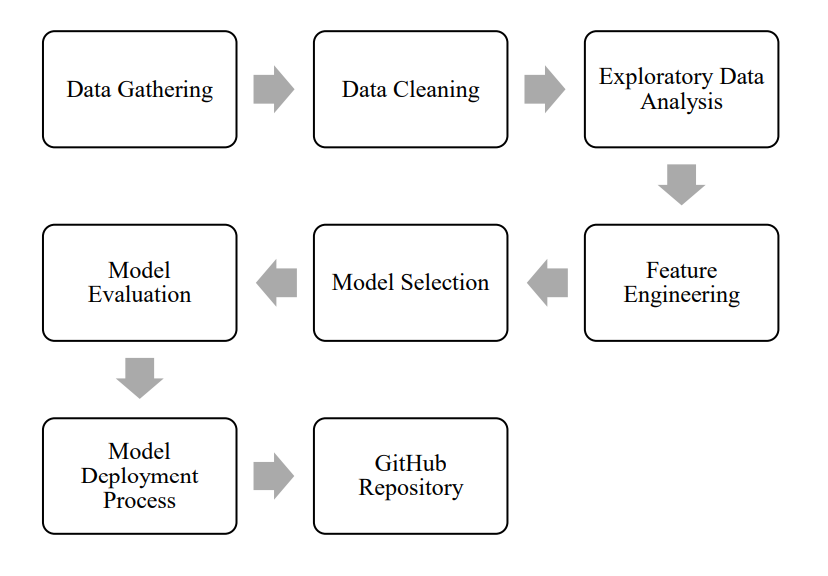 Data Gathering
Data Cleaning
Exploratory Data
Analysis
Feature
Engineering
Model Selection
Model
Evaluation
Model
Deployment
Process
GitHub
Repository